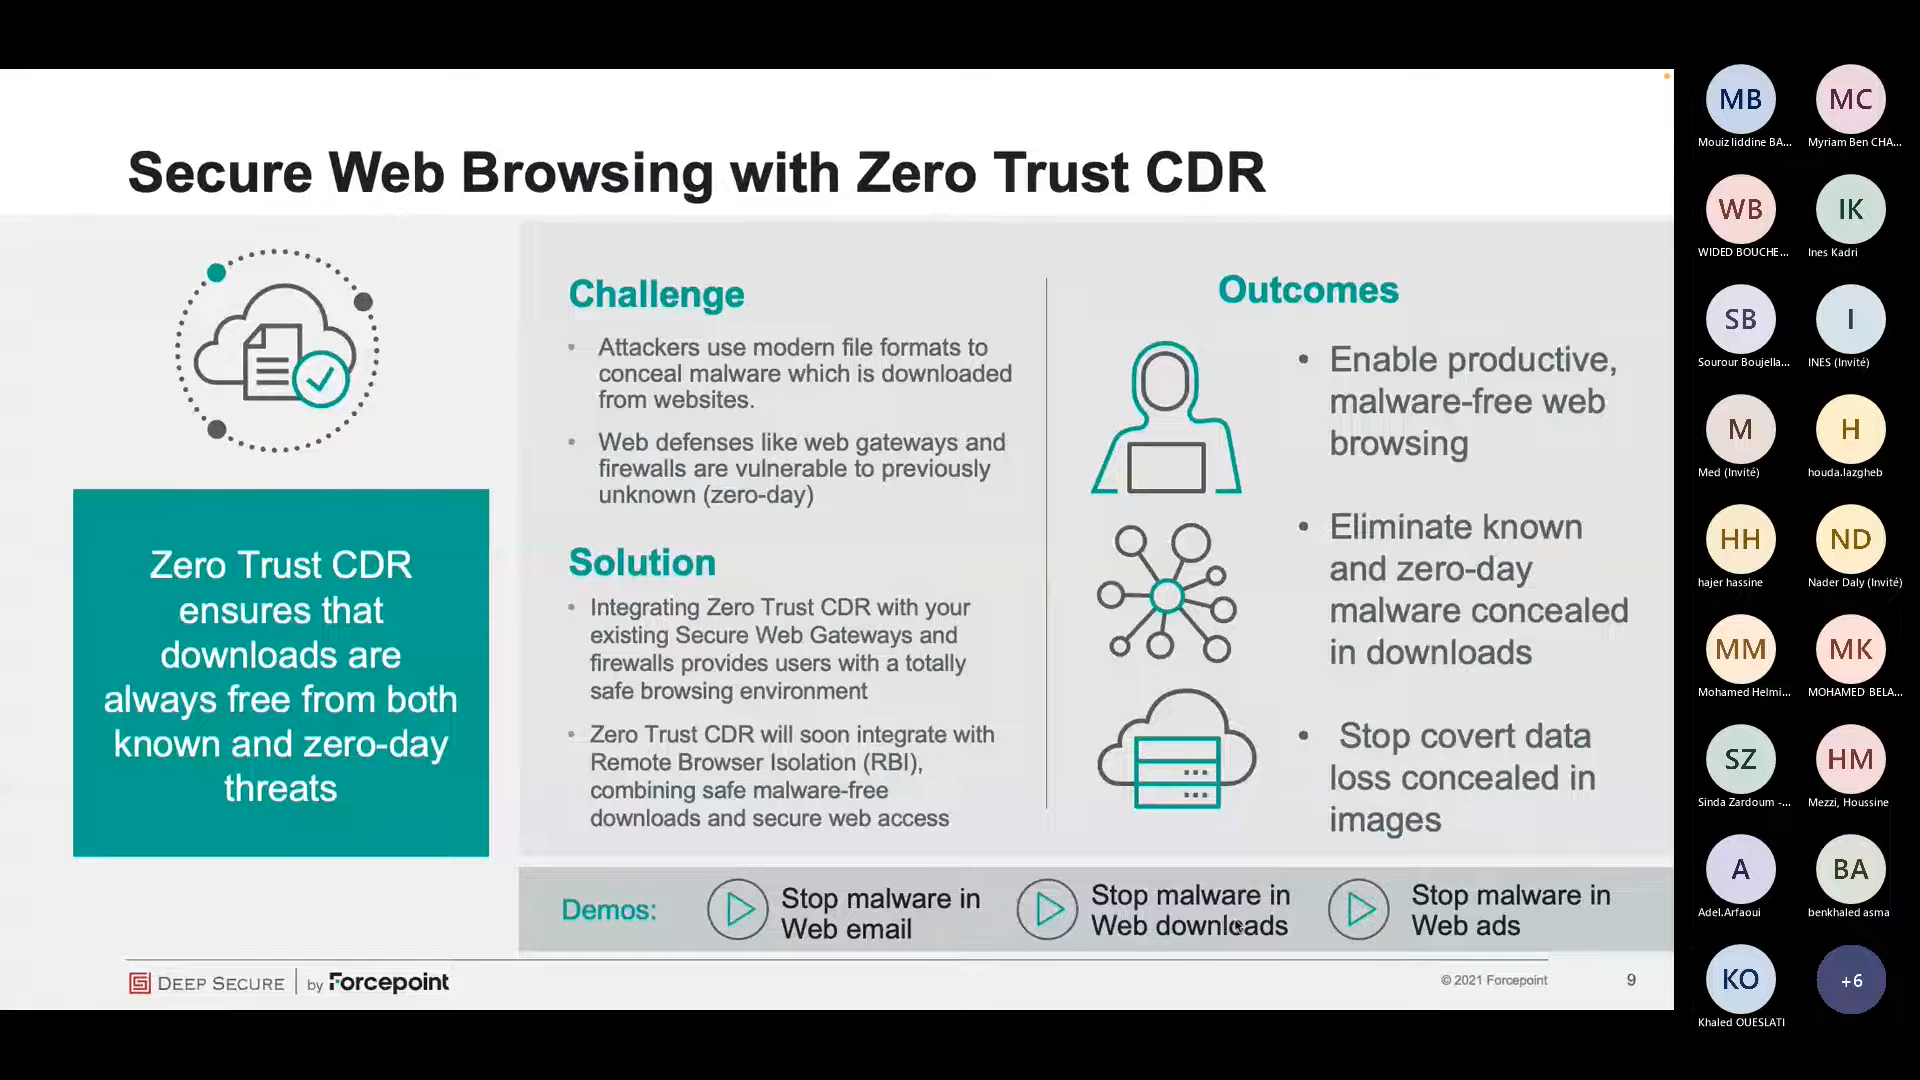 Secure Web Browsing with Zero Trust CDR
Zero Trust CDR
ensures that
downloads are
always free from both
known and zero-day
threats
Challenge
• Attackers use modern file formats to
conceal malware which is downloaded
from websites.
• Web defenses like web gateways and
firewalls are vulnerable to previously
unknown (zero-day)
Solution
• Integrating Zero Trust CDR with your
existing Secure Web Gateways and
firewalls provides users with a totally
safe browsing environment
• Zero Trust CDR will soon integrate with
Remote Browser Isolation (RBI),
combining safe malware-free
downloads and secure web access
Outcomes
• Enable productive,
malware-free web
browsing
• Eliminate known
and zero-day
malware concealed
in downloads
• Stop covert data
loss concealed in
images
Demos:
Stop malware in
Web email
Stop malware in
Web downloads
Stop malware in
Web ads
DEEP SECURE | by Forcepoint
© 2021 Forcepoint
9
MB
Mouiz liddine BA...
MC
Myriam Ben CHA...
WB
WIDED BOUCHE...
IK
Ines Kadri
SB
Sourour Boujella...
I
INES (Invité)
M
Med (Invité)
H
houda.lazgheb
HH
hajer hassine
ND
Nader Daly (Invité)
MM
Mohamed Helmi...
MK
MOHAMED BELA...
SZ
Sinda Zardoum -...
HM
Mezzi, Houssine
A
Adel.Arfaoui
BA
benkhaled asma
KO
Khaled OUESLATI
+6